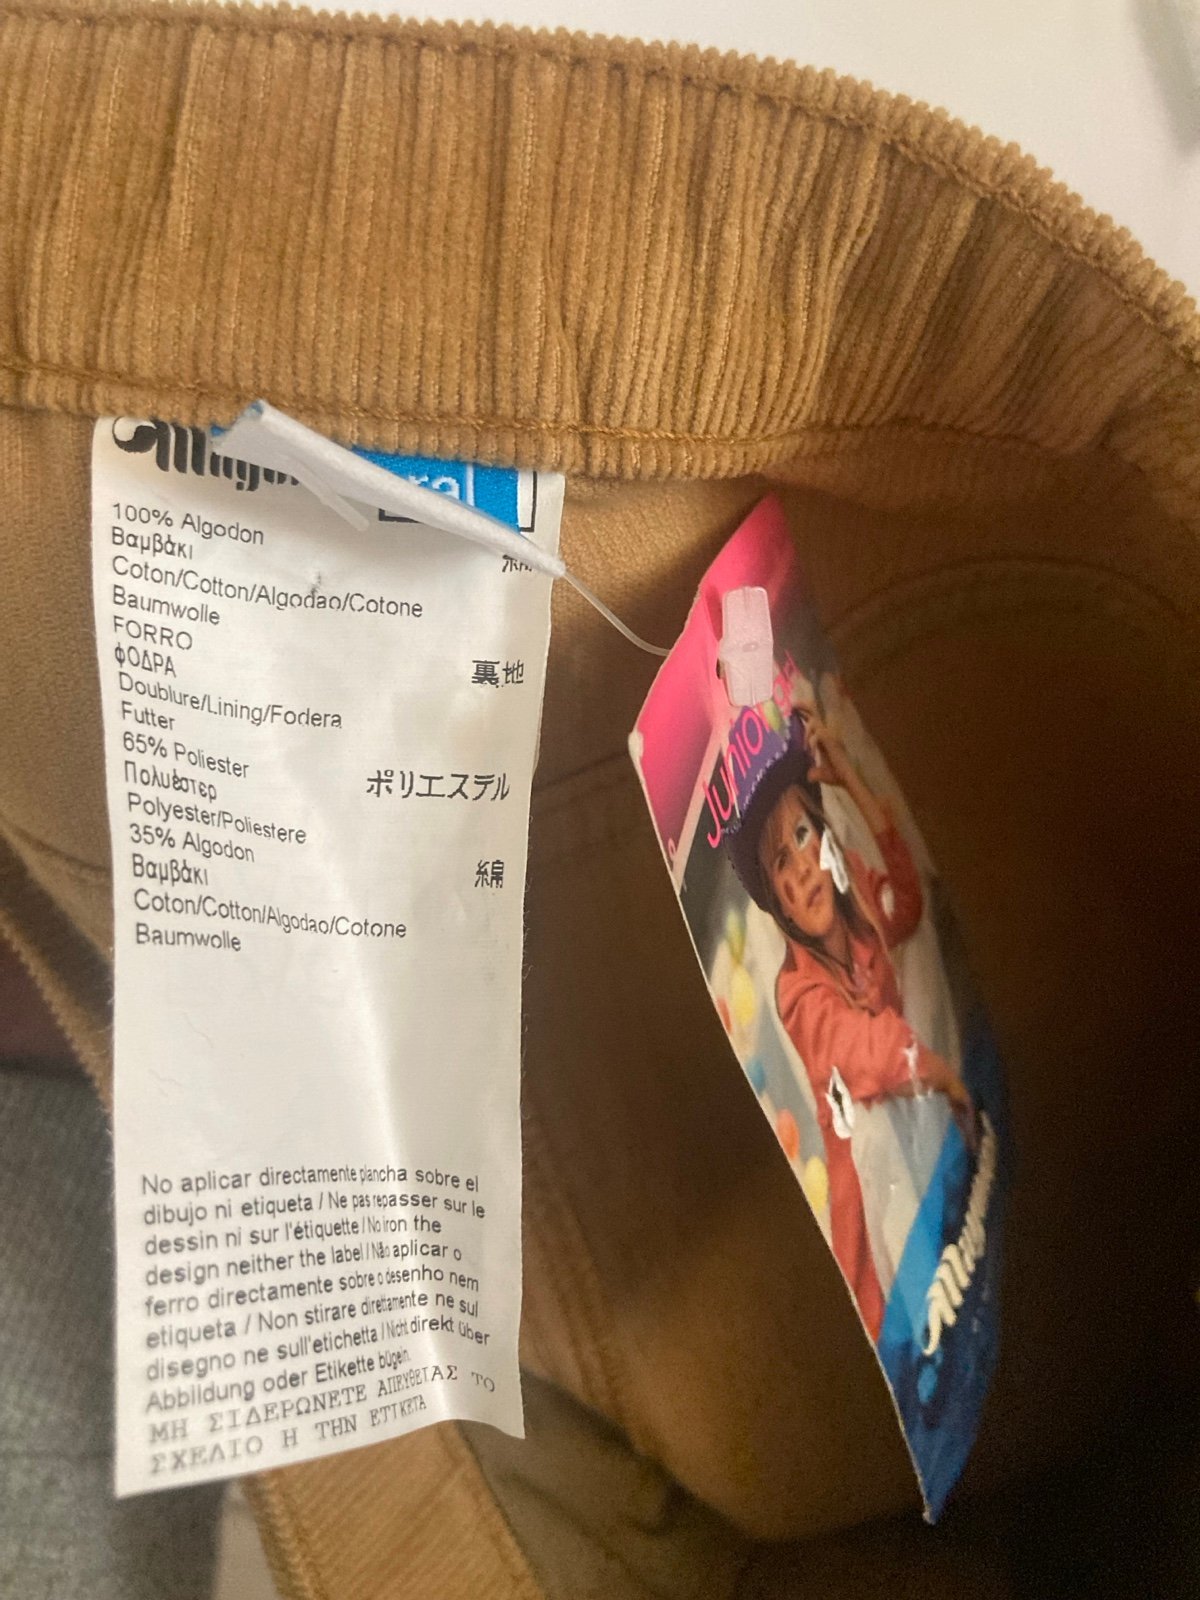 100% Algodon
Βαμβάκι
Coton/Cotton/Algodao/Cotone
Baumwolle
FORRO
ΦΟΔΡΑ
裏地
Doublure/Lining/Fodera
Futter
65% Poliester
Πολυέστερ
ポリエステル
Polyester/Poliestere
35% Algodon
Βαμβάκι
綿
Coton/Cotton/Algodao/Cotone
Baumwolle
No aplicar directamente plancha sobre el
dibujo ni etiqueta / Ne pas repasser sur le
dessin ni sur l'étiquette / No iron the
design neither the label / Não aplicar o
ferro directamente sobre o desenho nem
etiqueta / Non stirare direttamente ne sul
disegno ne sull'etichetta / Nicht direkt über
Abbildung oder Etikette bügeln.
ΜΗ ΣΙΔΕΡΩΝΕΤΕ ΑΠΕΥΘΕΙΑΣ ΤΟ
ΣΧΕΔΙΟ Η ΤΗΝ ΕΤΙΚΕΤΑ
Junior